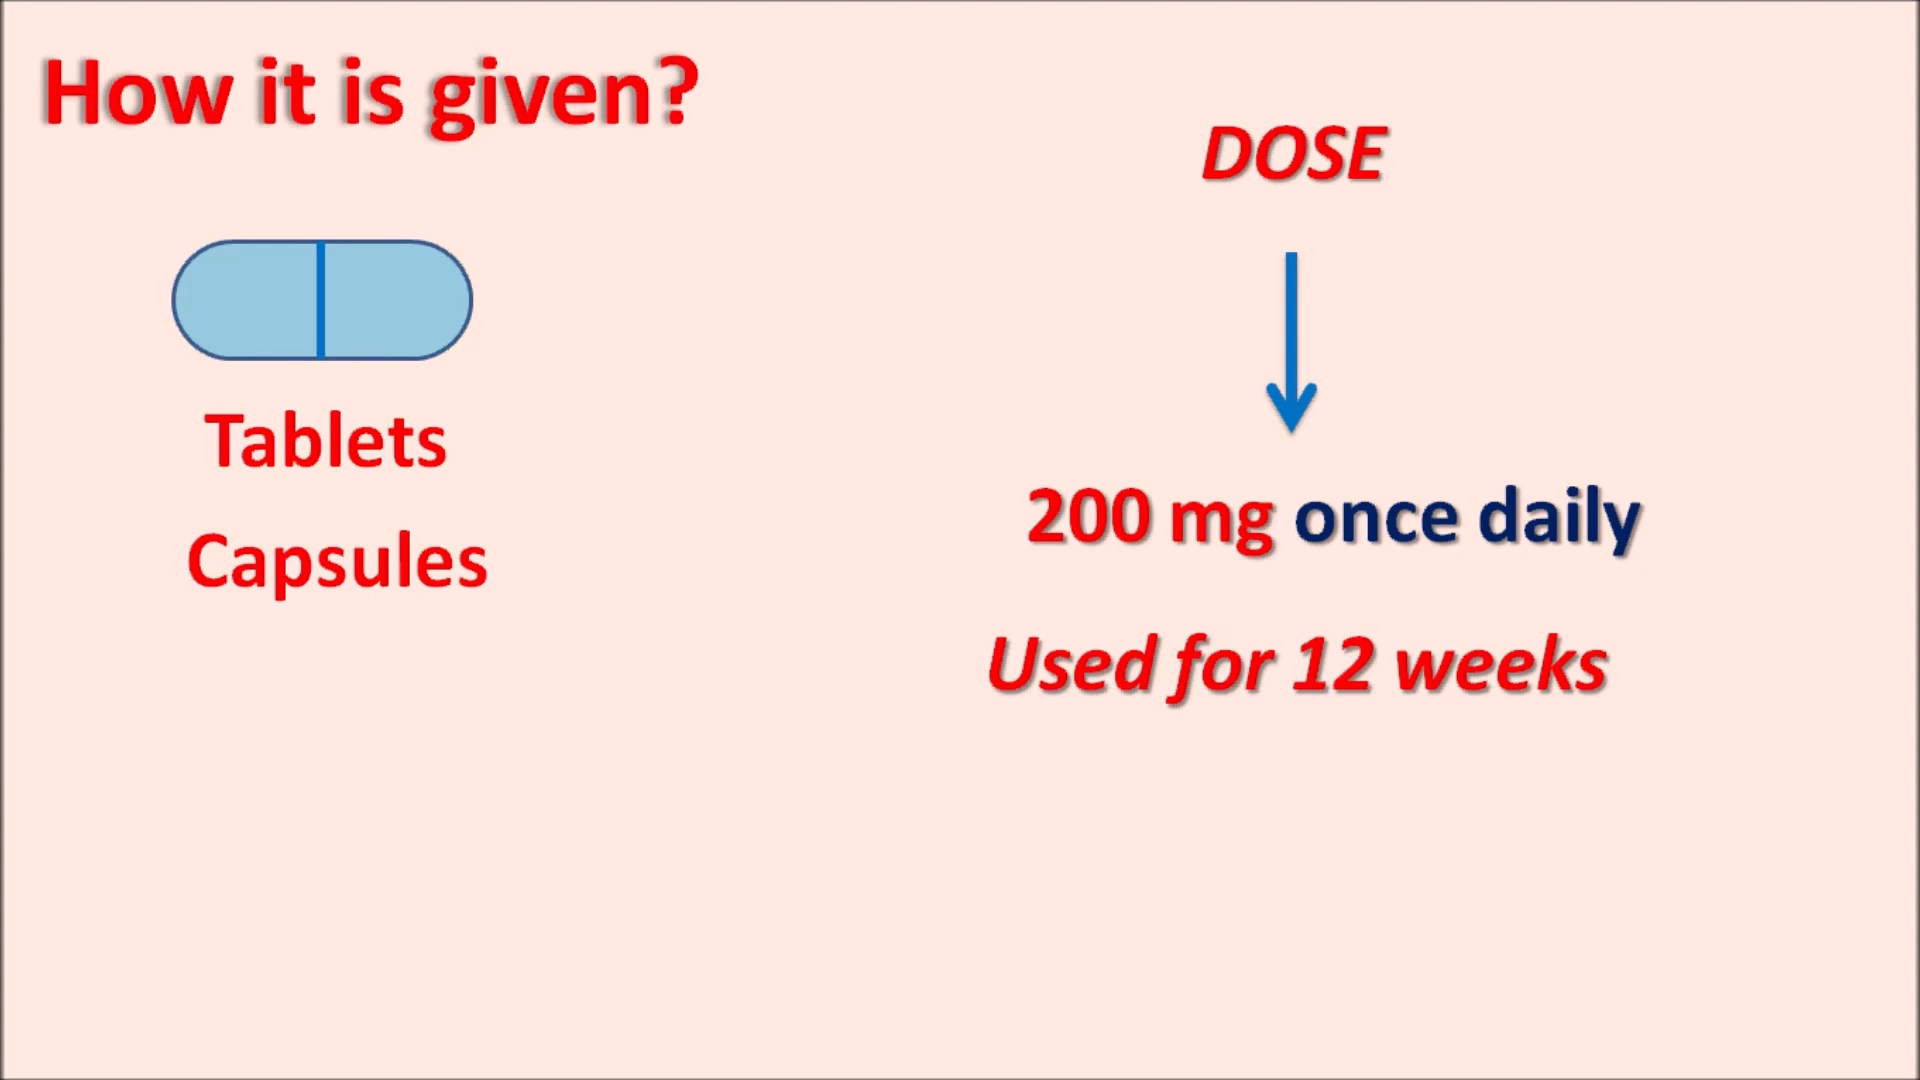 How it is given?
Tablets
Capsules
DOSE
200 mg once daily
Used for 12 weeks